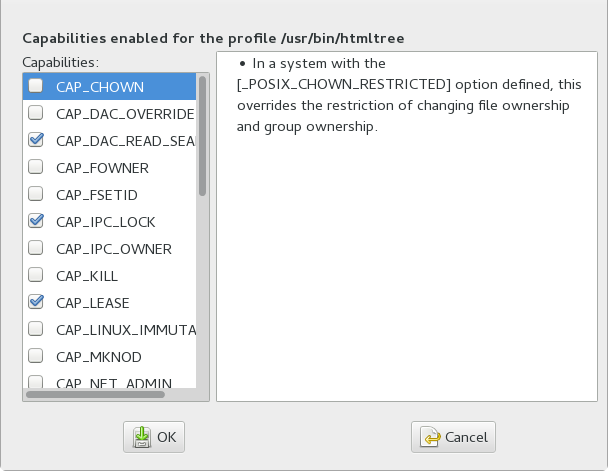 Capabilities enabled for the profile /usr/bin/htmltree
Capabilities:
CAP_CHOWN
CAP_DAC_OVERRIDE
CAP_DAC_READ_SEA
CAP_FOWNER
CAP_FSETID
CAP_IPC_LOCK
CAP_IPC_OWNER
CAP_KILL
CAP_LEASE
CAP_LINUX_IMMUTA
CAP_MKNOD
CAP_NET_ADMIN
• In a system with the
[_POSIX_CHOWN_RESTRICTED] option defined, this
overrides the restriction of changing file ownership
and group ownership.
OK
Cancel